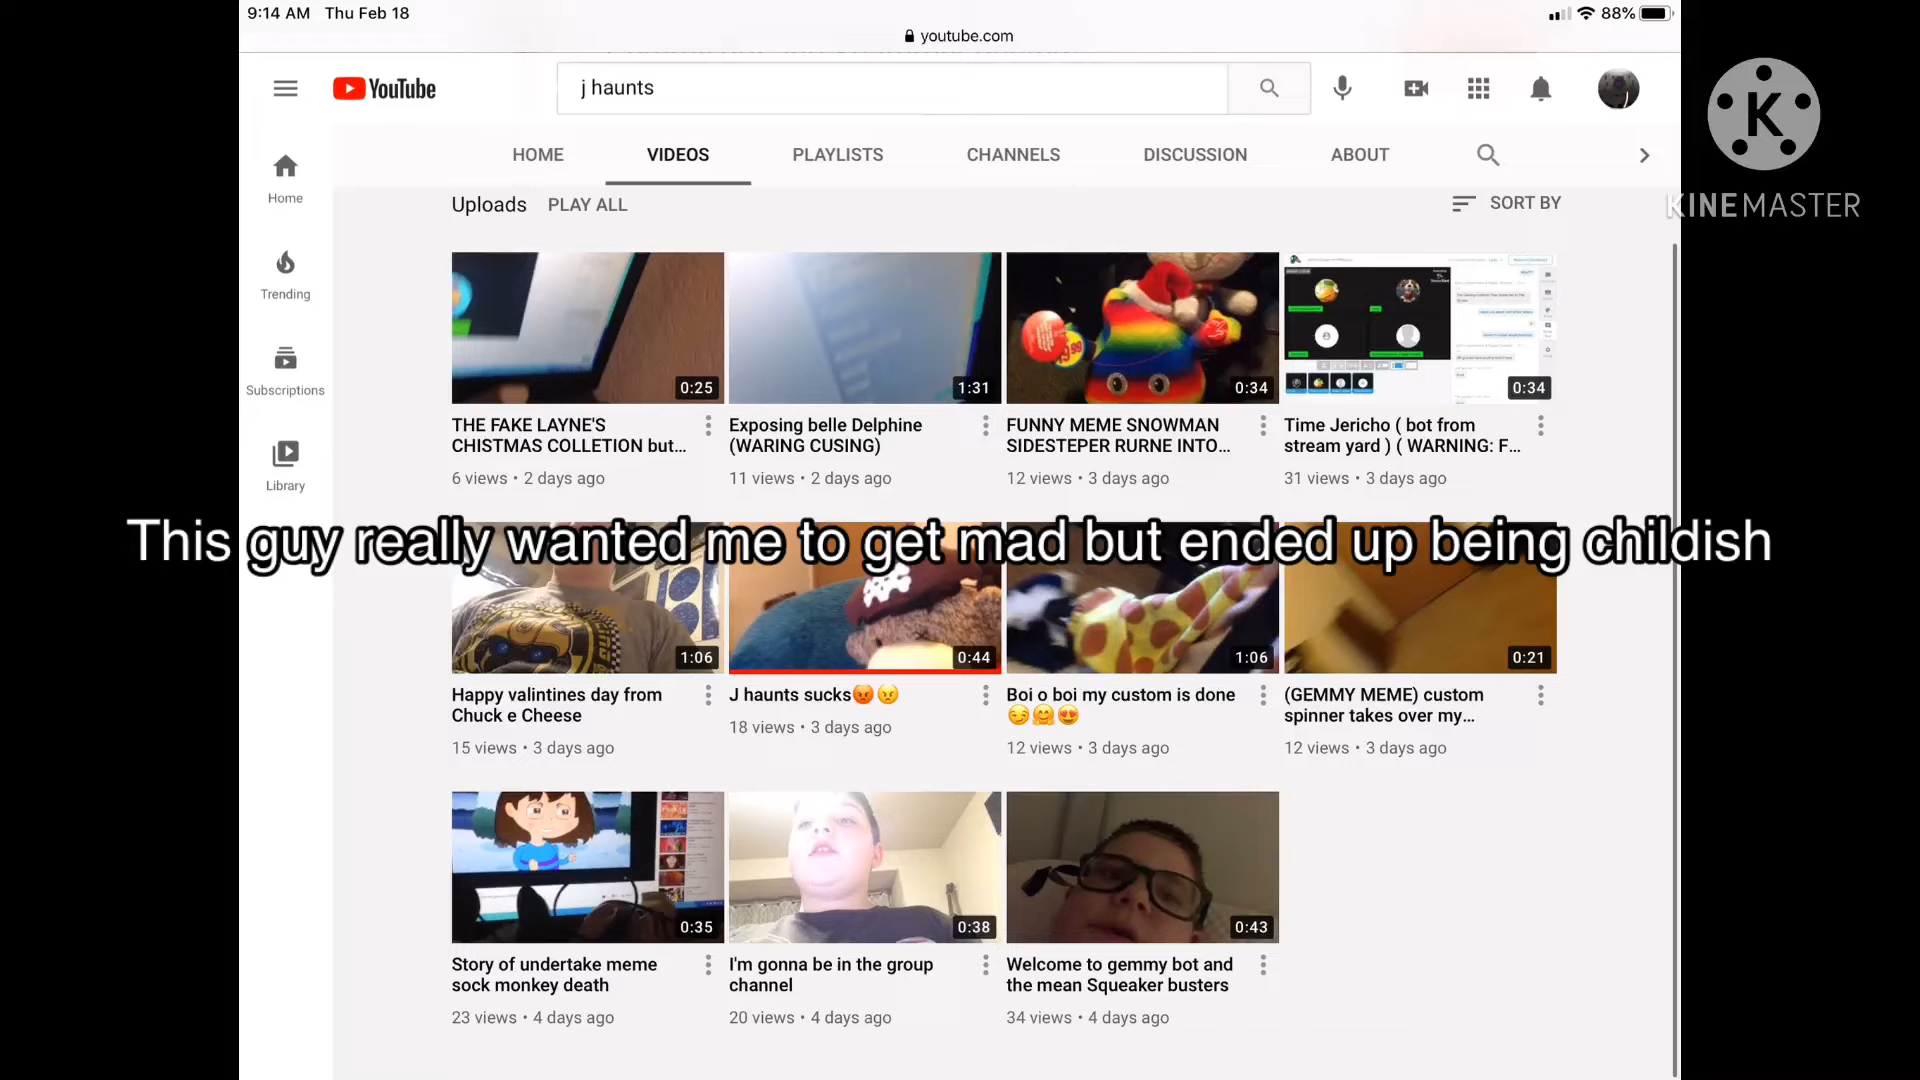 9:14 AM Thu Feb 18
88%
youtube.com
YouTube
j haunts
HOME VIDEOS PLAYLISTS CHANNELS DISCUSSION ABOUT
KINEMASTER
Home
Trending
Subscriptions
Library
Uploads PLAY ALL
SORT BY
0:25
1:31
0:34
0:34
THE FAKE LAYNE'S
CHISTMAS COLLETION but...
6 views • 2 days ago
Exposing belle Delphine
(WARING CUSING)
11 views • 2 days ago
FUNNY MEME SNOWMAN
SIDESTEPER RURNE INTO...
12 views • 3 days ago
Time Jericho ( bot from
stream yard ) ( WARNING: F...
31 views • 3 days ago
This guy really wanted me to get mad but ended up being childish
1:06
0:44
1:06
0:21
Happy valintines day from
Chuck e Cheese
15 views • 3 days ago
J haunts sucks😡😠
18 views • 3 days ago
Boi o boi my custom is done
😏🤗😍
12 views • 3 days ago
(GEMMY MEME) custom
spinner takes over my...
12 views • 3 days ago
0:35
0:38
0:43
Story of undertake meme
sock monkey death
23 views • 4 days ago
I'm gonna be in the group
channel
20 views • 4 days ago
Welcome to gemmy bot and
the mean Squeaker busters
34 views • 4 days ago